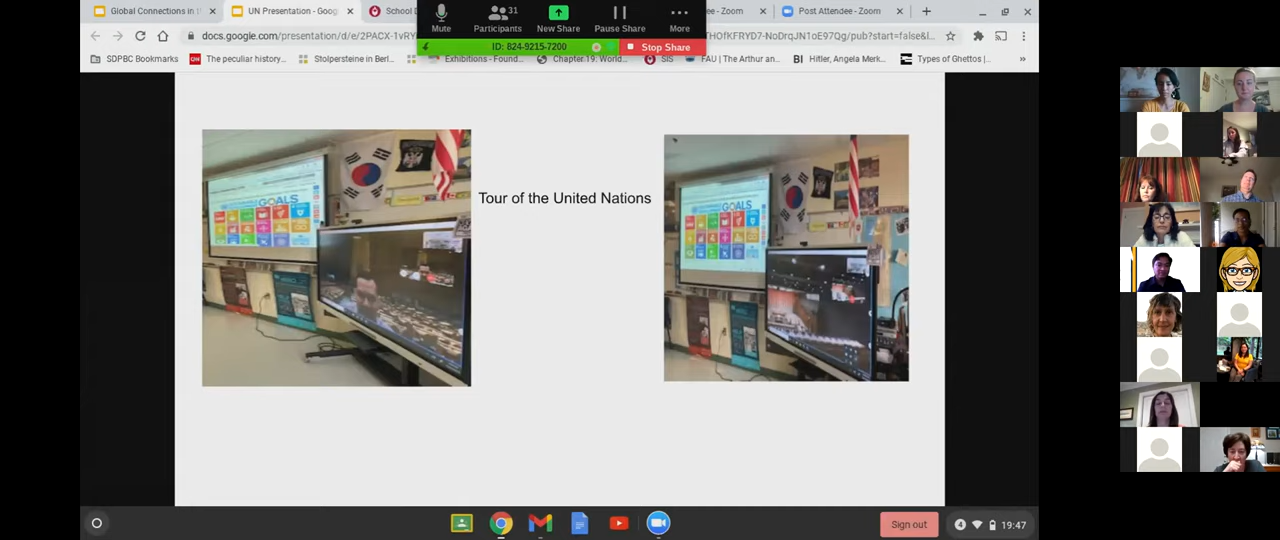 Global Connections in t
UN Presentation - Goog
School D
- Zoom
Post Attendee - Zoom
Mute
Participants
31
New Share
Pause Share
More
docs.google.com/presentation/d/e/2PACX-1vRY
HOfKFRYD7-NoDrqJN1oE97Qg/pub?start=false&l...
ID: 824-9215-7200
Stop Share
SDPBC Bookmarks
The peculiar history...
Stolpersteine in Berl...
Exhibitions - Found...
Chapter 19: World...
SIS
FAU | The Arthur an...
BI
Hitler, Angela Merk...
Types of Ghettos |...
»
GOALS
Tour of the United Nations
Sign out
4
19:47